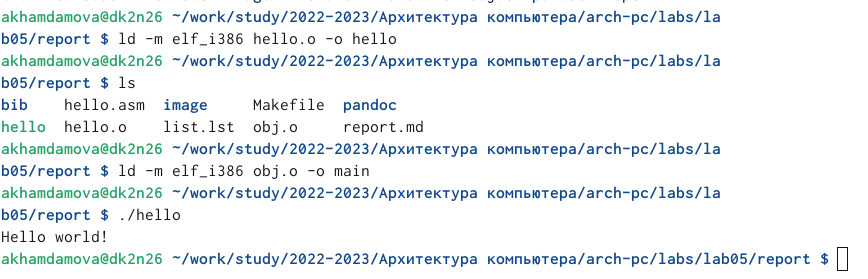 akhamdamova@dk2n26 ~/work/study/2022-2023/Архитектура компьютера/arch-pc/labs/la
b05/report $ ld -m elf_i386 hello.o -o hello
akhamdamova@dk2n26 ~/work/study/2022-2023/Архитектура компьютера/arch-pc/labs/la
b05/report $ ls
bib    hello.asm  image     Makefile  pandoc
hello  hello.o    list.lst  obj.o     report.md
akhamdamova@dk2n26 ~/work/study/2022-2023/Архитектура компьютера/arch-pc/labs/la
b05/report $ ld -m elf_i386 obj.o -o main
akhamdamova@dk2n26 ~/work/study/2022-2023/Архитектура компьютера/arch-pc/labs/la
b05/report $ ./hello
Hello world!
akhamdamova@dk2n26 ~/work/study/2022-2023/Архитектура компьютера/arch-pc/labs/lab05/report $